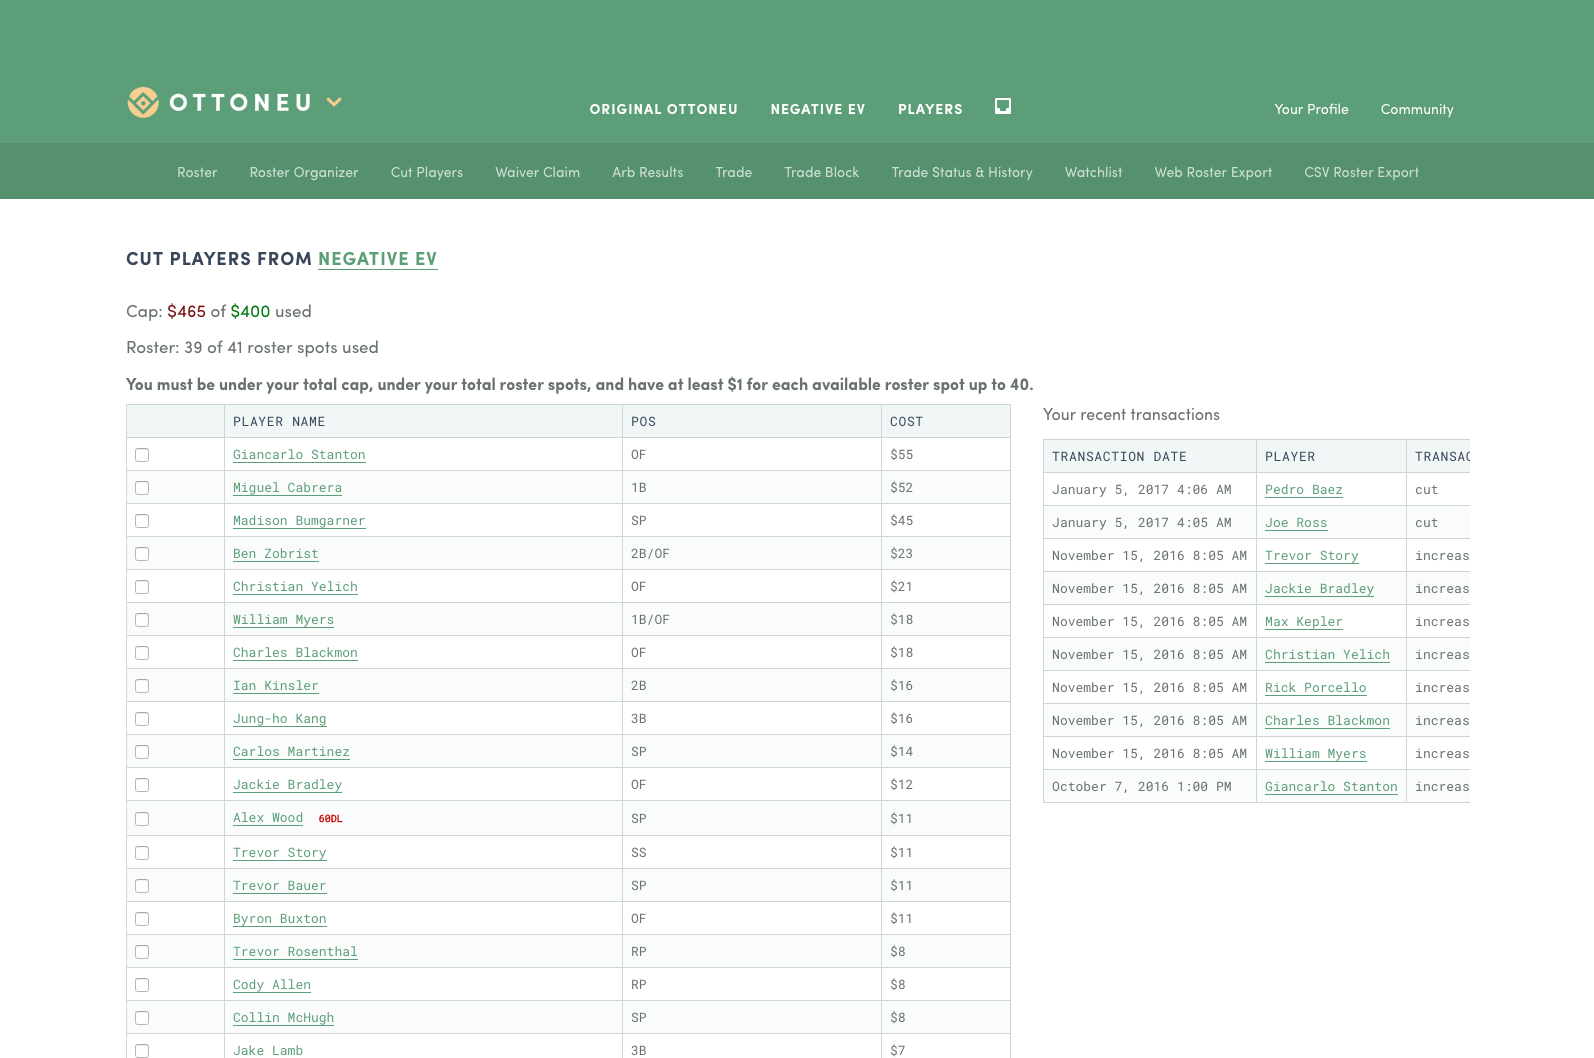 OTTONEU
ORIGINAL OTTONEU NEGATIVE EV PLAYERS
Your Profile Community
Roster Roster Organizer Cut Players Waiver Claim Arb Results Trade Trade Block Trade Status & History Watchlist Web Roster Export CSV Roster Export
CUT PLAYERS FROM NEGATIVE EV
Cap: $465 of $400 used
Roster: 39 of 41 roster spots used
You must be under your total cap, under your total roster spots, and have at least $1 for each available roster spot up to 40.
PLAYER NAME POS COST
Giancarlo Stanton OF $55
Miguel Cabrera 1B $52
Madison Bumgarner SP $45
Ben Zobrist 2B/OF $23
Christian Yelich OF $21
William Myers 1B/OF $18
Charles Blackmon OF $18
Ian Kinsler 2B $16
Jung-ho Kang 3B $16
Carlos Martinez SP $14
Jackie Bradley OF $12
Alex Wood 60DL SP $11
Trevor Story SS $11
Trevor Bauer SP $11
Byron Buxton OF $11
Trevor Rosenthal RP $8
Cody Allen RP $8
Collin McHugh SP $8
Jake Lamb 3B $7
Your recent transactions
TRANSACTION DATE PLAYER TRANSAC
January 5, 2017 4:06 AM Pedro Baez cut
January 5, 2017 4:05 AM Joe Ross cut
November 15, 2016 8:05 AM Trevor Story increas
November 15, 2016 8:05 AM Jackie Bradley increas
November 15, 2016 8:05 AM Max Kepler increas
November 15, 2016 8:05 AM Christian Yelich increas
November 15, 2016 8:05 AM Rick Porcello increas
November 15, 2016 8:05 AM Charles Blackmon increas
November 15, 2016 8:05 AM William Myers increas
October 7, 2016 1:00 PM Giancarlo Stanton increas